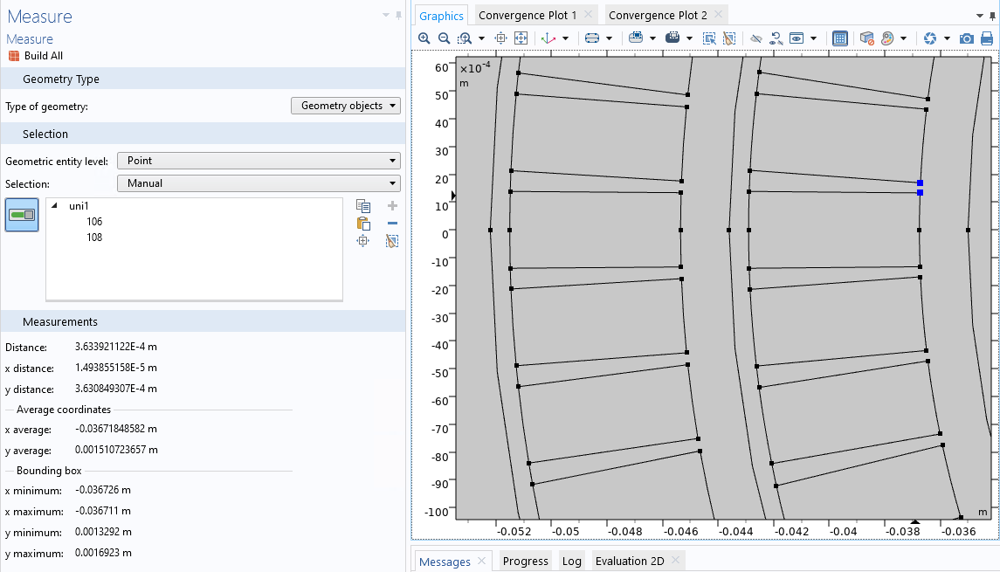 Measure
Measure
Build All
Geometry Type
Type of geometry:
Geometry objects
Selection
Geometric entity level:
Point
Selection:
Manual
uni1
106
108
Measurements
Distance: 3.633921122E-4 m
x distance: 1.493855158E-5 m
y distance: 3.630849307E-4 m
Average coordinates
x average: -0.03671848582 m
y average: 0.001510723657 m
Bounding box
x minimum: -0.036726 m
x maximum: -0.036711 m
y minimum: 0.0013292 m
y maximum: 0.0016923 m
Graphics
Convergence Plot 1
Convergence Plot 2
×10⁻⁴
m
60
50
40
30
20
10
0
-10
-20
-30
-40
-50
-60
-70
-80
-90
-100
m
-0.052 -0.05 -0.048 -0.046 -0.044 -0.042 -0.04 -0.038 -0.036
Messages
Progress
Log
Evaluation 2D